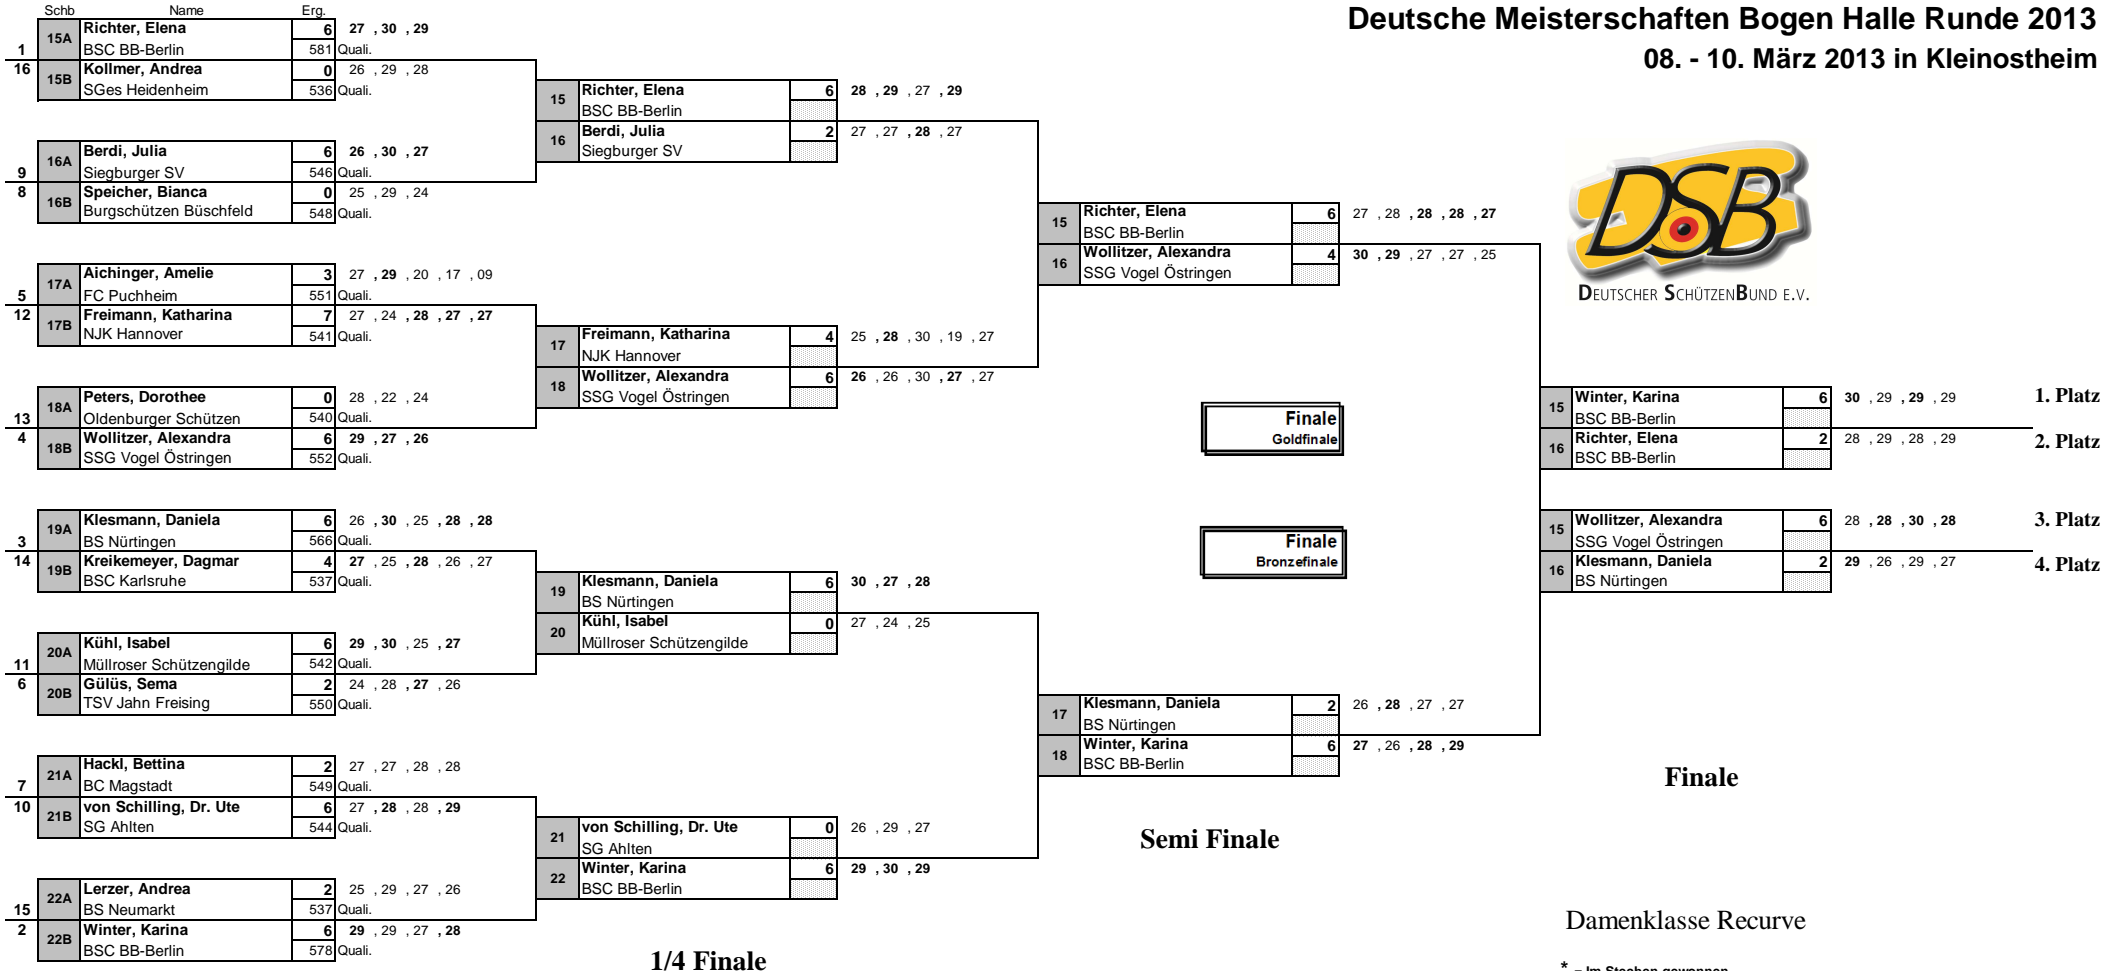 Deutsche Meisterschaften Bogen Halle Runde 2013
08. - 10. März 2013 in Kleinostheim
Schb Name Erg.
15A Richter, Elena 6 27 , 30 , 29
1 BSC BB-Berlin 581 Quali.
16 15B Kollmer, Andrea 0 26 , 29 , 28
SGes Heidenheim 536 Quali.
16A Berdi, Julia 6 26 , 30 , 27
9 Siegburger SV 546 Quali.
8 16B Speicher, Bianca 0 25 , 29 , 24
Burgschützen Büschfeld 548 Quali.
17A Aichinger, Amelie 3 27 , 29 , 20 , 17 , 09
5 FC Puchheim 551 Quali.
12 17B Freimann, Katharina 7 27 , 24 , 28 , 27 , 27
NJK Hannover 541 Quali.
18A Peters, Dorothee 0 28 , 22 , 24
13 Oldenburger Schützen 540 Quali.
4 18B Wollitzer, Alexandra 6 29 , 27 , 26
SSG Vogel Östringen 552 Quali.
19A Klesmann, Daniela 6 26 , 30 , 25 , 28 , 28
3 BS Nürtingen 566 Quali.
14 19B Kreikemeyer, Dagmar 4 27 , 25 , 28 , 26 , 27
BSC Karlsruhe 537 Quali.
20A Kühl, Isabel 6 29 , 30 , 25 , 27
11 Müllroser Schützengilde 542 Quali.
6 20B Gülüs, Sema 2 24 , 28 , 27 , 26
TSV Jahn Freising 550 Quali.
21A Hackl, Bettina 2 27 , 27 , 28 , 28
7 BC Magstadt 549 Quali.
10 21B von Schilling, Dr. Ute 6 27 , 28 , 28 , 29
SG Ahlten 544 Quali.
22A Lerzer, Andrea 2 25 , 29 , 27 , 26
15 BS Neumarkt 537 Quali.
2 22B Winter, Karina 6 29 , 29 , 27 , 28
BSC BB-Berlin 578 Quali.
15 Richter, Elena 6 28 , 29 , 27 , 29
BSC BB-Berlin
16 Berdi, Julia 2 27 , 27 , 28 , 27
Siegburger SV
17 Freimann, Katharina 4 25 , 28 , 30 , 19 , 27
NJK Hannover
18 Wollitzer, Alexandra 6 26 , 26 , 30 , 27 , 27
SSG Vogel Östringen
19 Klesmann, Daniela 6 30 , 27 , 28
BS Nürtingen
20 Kühl, Isabel 0 27 , 24 , 25
Müllroser Schützengilde
21 von Schilling, Dr. Ute 0 26 , 29 , 27
SG Ahlten
22 Winter, Karina 6 29 , 30 , 29
BSC BB-Berlin
1/4 Finale
15 Richter, Elena 6 27 , 28 , 28 , 28 , 27
BSC BB-Berlin
16 Wollitzer, Alexandra 4 30 , 29 , 27 , 27 , 25
SSG Vogel Östringen
Finale
Goldfinale
Finale
Bronzefinale
17 Klesmann, Daniela 2 26 , 28 , 27 , 27
BS Nürtingen
18 Winter, Karina 6 27 , 26 , 28 , 29
BSC BB-Berlin
Semi Finale
DSB
DEUTSCHER SCHÜTZENBUND E.V.
15 Winter, Karina 6 30 , 29 , 29 , 29 1. Platz
BSC BB-Berlin
16 Richter, Elena 2 28 , 29 , 28 , 29 2. Platz
BSC BB-Berlin
15 Wollitzer, Alexandra 6 28 , 28 , 30 , 28 3. Platz
SSG Vogel Östringen
16 Klesmann, Daniela 2 29 , 26 , 29 , 27 4. Platz
BS Nürtingen
Finale
Damenklasse Recurve
* = Im Stechen gewonnen